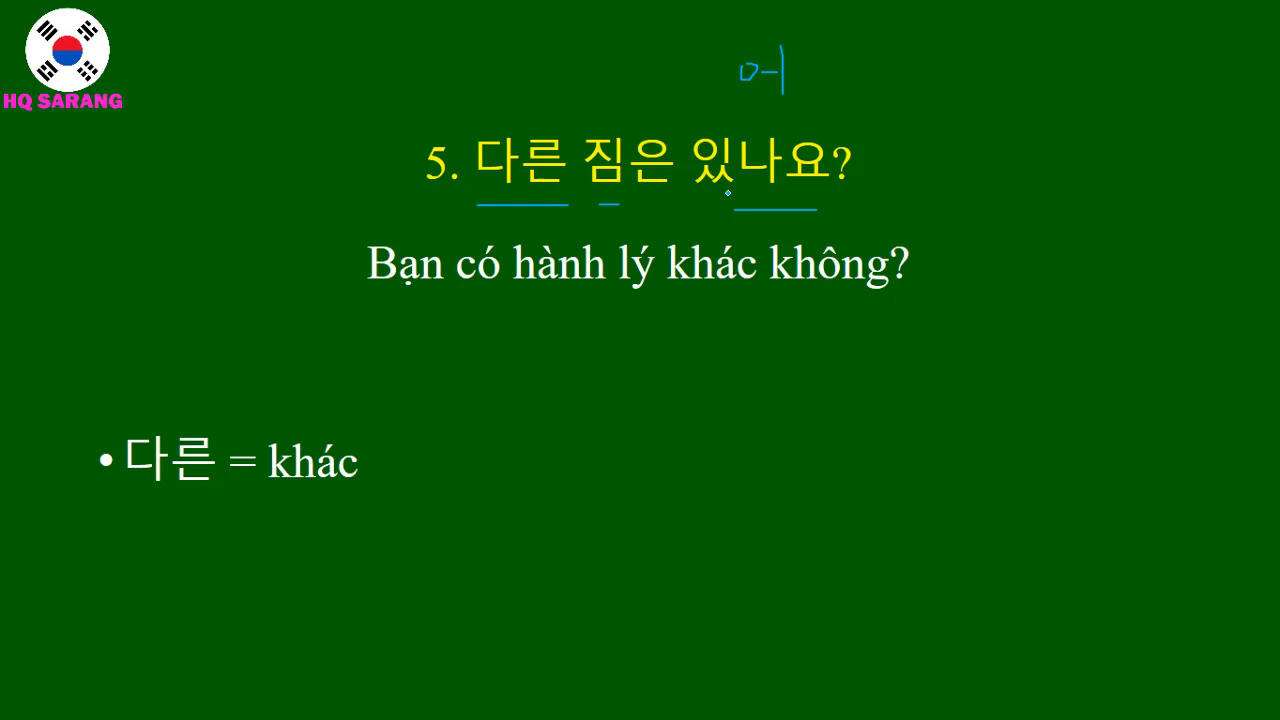 HQ SARANG
어
5. 다른 짐은 있나요?
Bạn có hành lý khác không?
• 다른 = khác